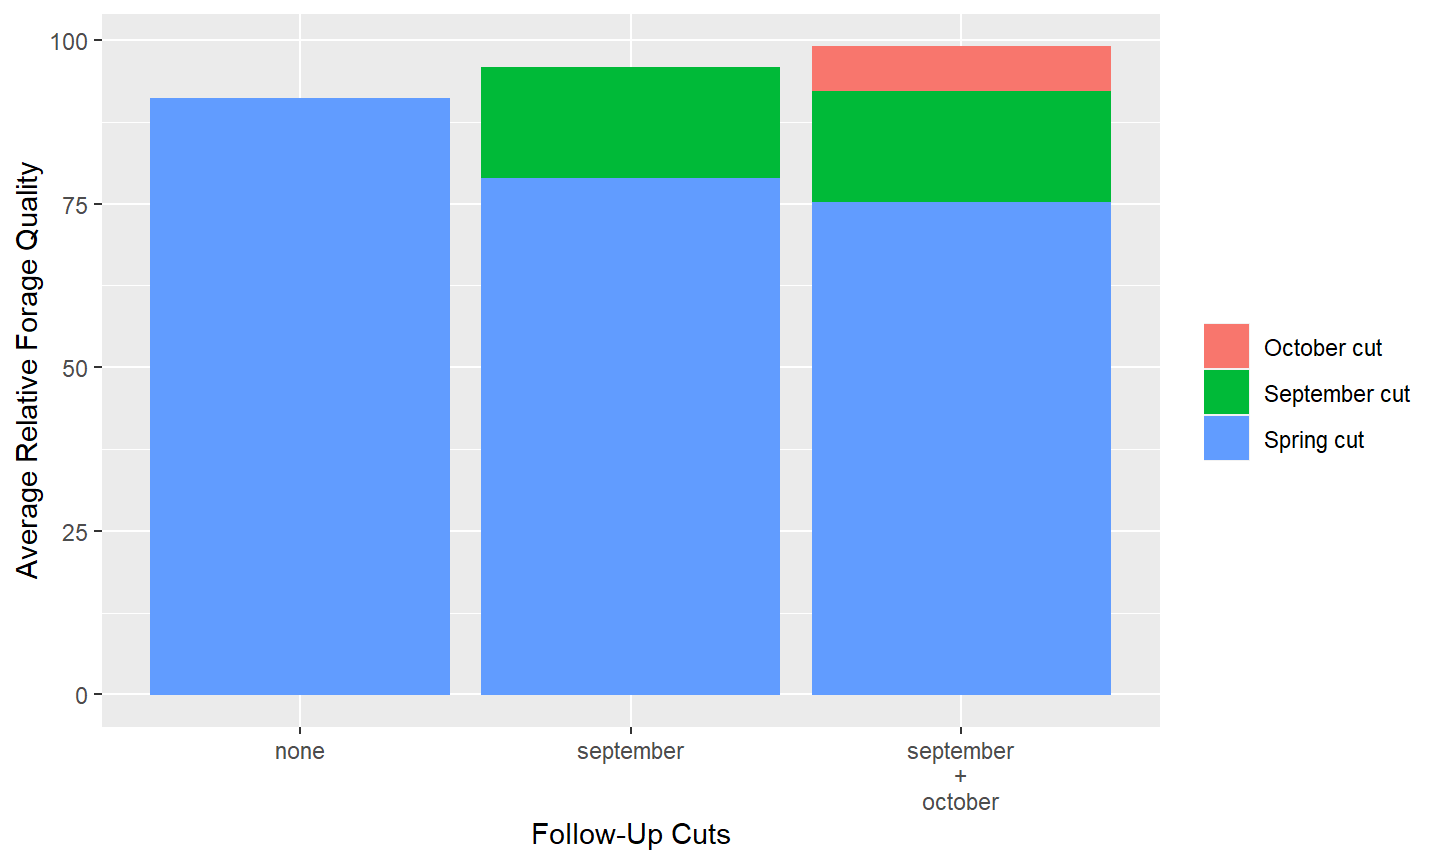 Average Relative Forage Quality
100
75
50
25
0
none
september
september
+
october
Follow-Up Cuts
October cut
September cut
Spring cut